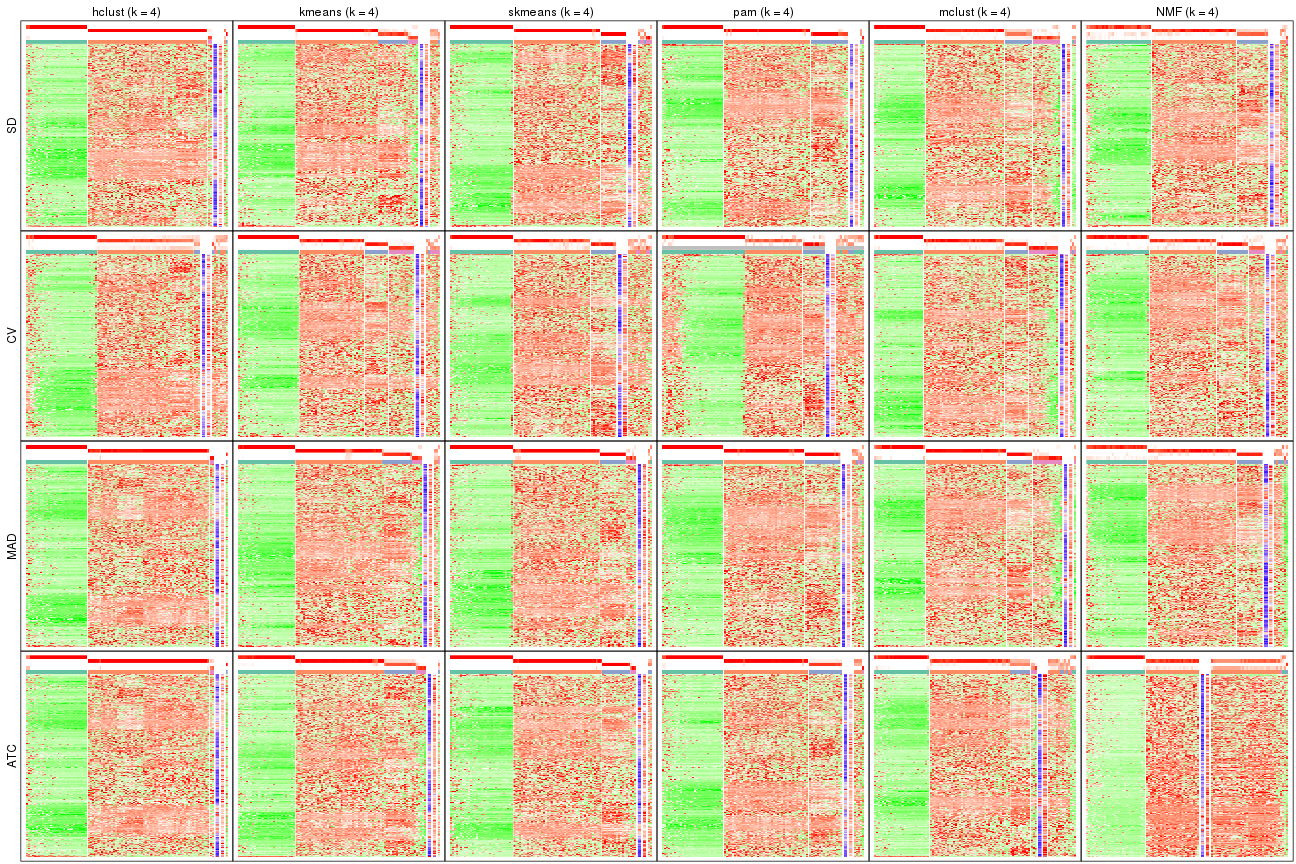 hclust (k = 4) kmeans (k = 4) skmeans (k = 4) pam (k = 4) mclust (k = 4) NMF (k = 4)
SD
CV
MAD
ATC